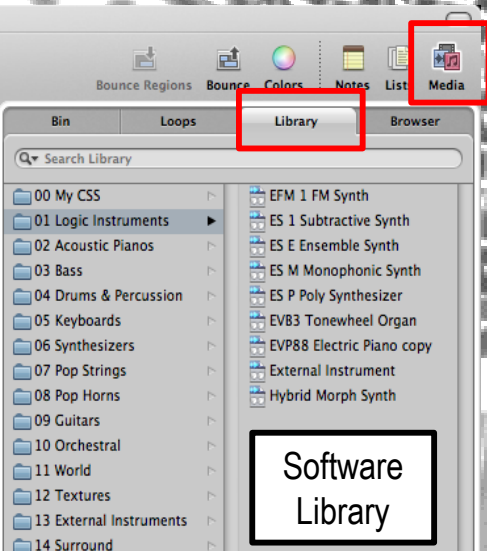 Bounce Regions Bounce Colors Notes Lists Media
Bin Loops Library Browser
Search Library
00 My CSS
01 Logic Instruments
02 Acoustic Pianos
03 Bass
04 Drums & Percussion
05 Keyboards
06 Synthesizers
07 Pop Strings
08 Pop Horns
09 Guitars
10 Orchestral
11 World
12 Textures
13 External Instruments
14 Surround
EFM 1 FM Synth
ES 1 Subtractive Synth
ES E Ensemble Synth
ES M Monophonic Synth
ES P Poly Synthesizer
EVB3 Tonewheel Organ
EVP88 Electric Piano copy
External Instrument
Hybrid Morph Synth
Software
Library